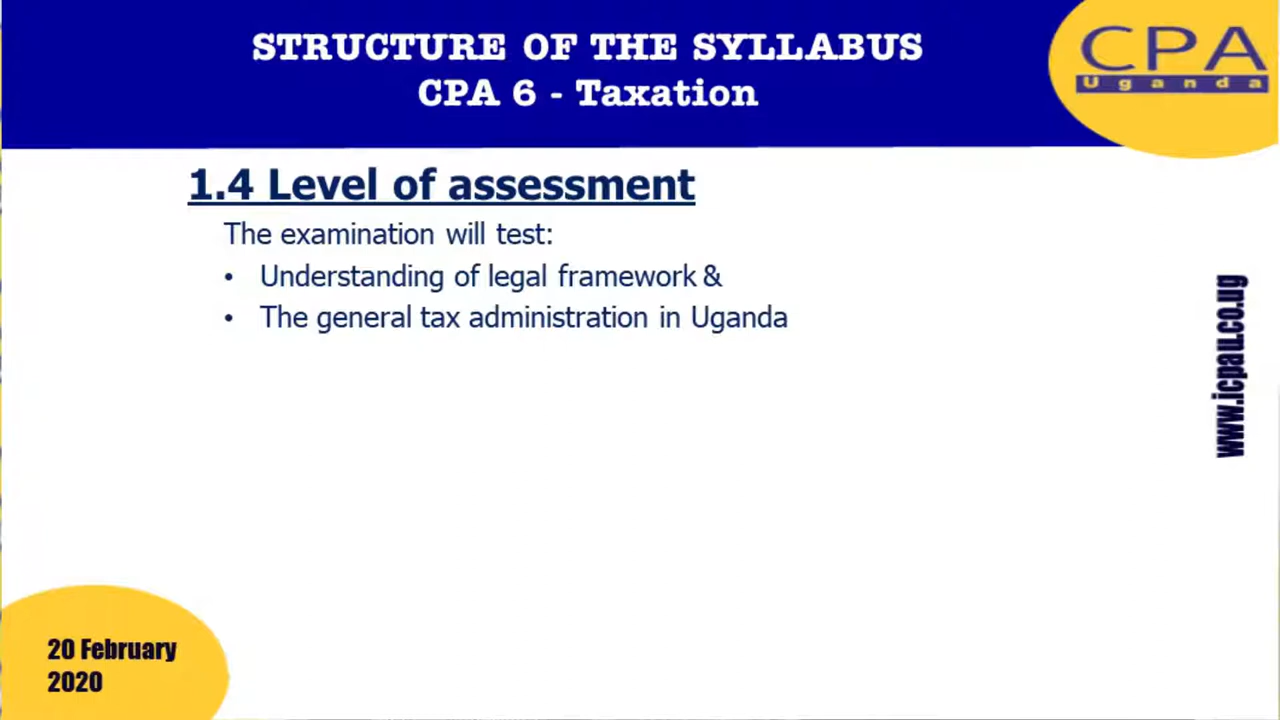 STRUCTURE OF THE SYLLABUS
CPA 6 - Taxation
CPA
Uganda
1.4 Level of assessment
The examination will test:
• Understanding of legal framework &
• The general tax administration in Uganda
www.icpau.co.ug
20 February
2020